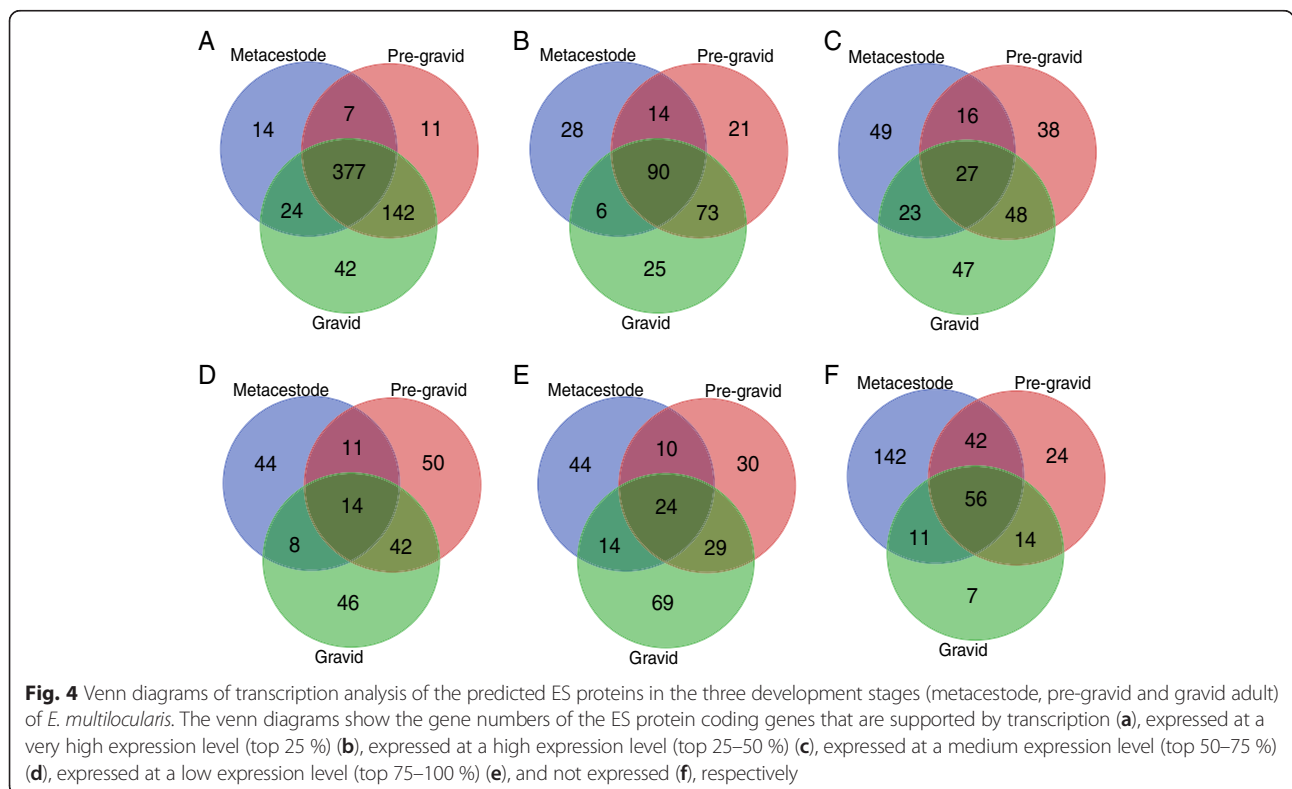 A
Metacestode
Pre-gravid
14
7
11
377
24
142
42
Gravid
B
Metacestode
Pre-gravid
28
14
21
90
6
73
25
Gravid
C
Metacestode
Pre-gravid
49
16
38
27
23
48
47
Gravid
D
Metacestode
Pre-gravid
44
11
50
14
8
42
46
Gravid
E
Metacestode
Pre-gravid
44
10
30
24
14
29
69
Gravid
F
Metacestode
Pre-gravid
142
42
24
56
11
14
7
Gravid
Fig. 4 Venn diagrams of transcription analysis of the predicted ES proteins in the three development stages (metacestode, pre-gravid and gravid adult)
of E. multilocularis. The venn diagrams show the gene numbers of the ES protein coding genes that are supported by transcription (a), expressed at a
very high expression level (top 25 %) (b), expressed at a high expression level (top 25–50 %) (c), expressed at a medium expression level (top 50–75 %)
(d), expressed at a low expression level (top 75–100 %) (e), and not expressed (f), respectively